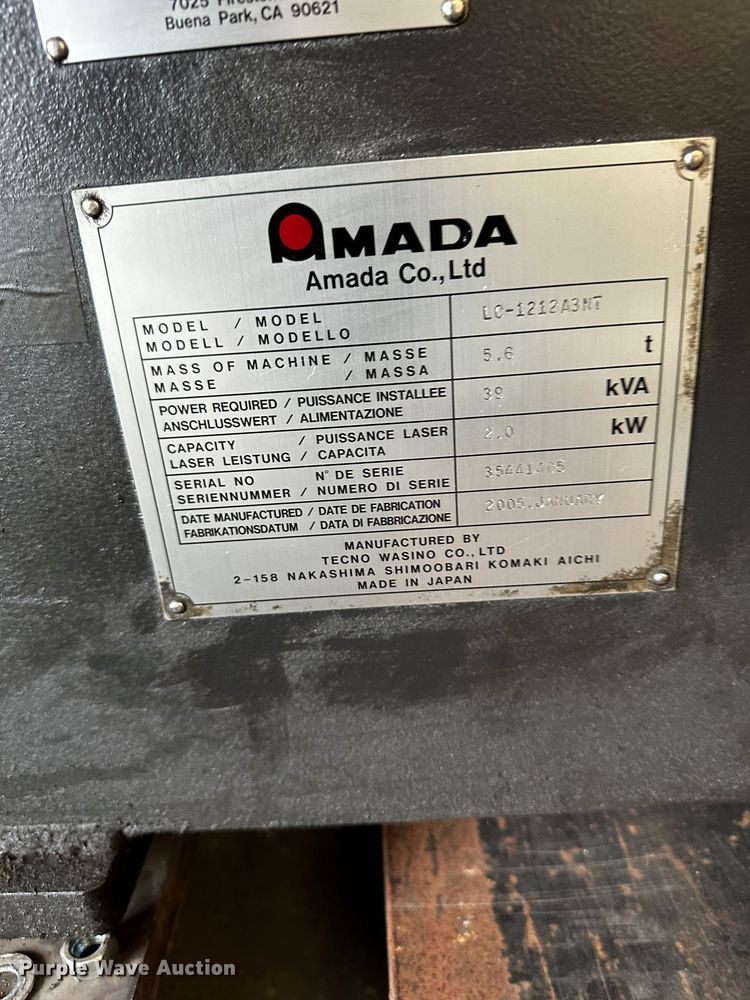 7025
Buena Park, CA 90621
AMADA
Amada Co.,Ltd
MODEL / MODEL
MODELL / MODELLO
LC-1212A3NT
MASS OF MACHINE / MASSE
MASSE / MASSA
5.6 t
POWER REQUIRED / PUISSANCE INSTALLEE
ANSCHLUSSWERT / ALIMENTAZIONE
39 kVA
CAPACITY / PUISSANCE LASER
LASER LEISTUNG / CAPACITA
2.0 kW
SERIAL NO N° DE SERIE
SERIENNUMMER / NUMERO DI SERIE
DATE MANUFACTURED / DATE DE FABRICATION
FABRIKATIONSDATUM / DATA DI FABBRICAZIONE
2005.JANUARY
MANUFACTURED BY
TECNO WASINO CO., LTD
2-158 NAKASHIMA SHIMOOBARI KOMAKI AICHI
MADE IN JAPAN
Purple Wave Auction